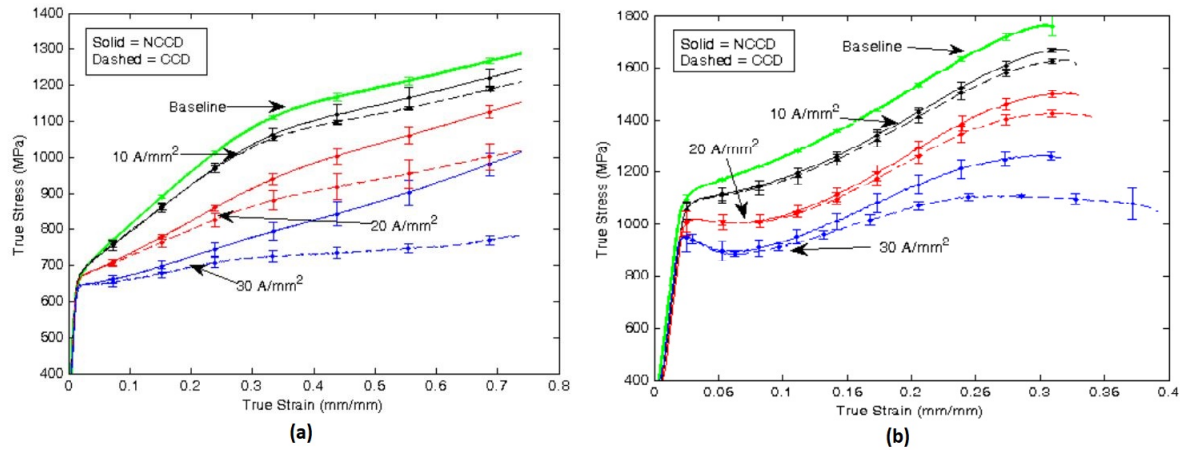 1400
1300
1200
1100
1000
900
800
700
600
500
400
True Stress (MPa)
Solid = NCCD
Dashed = CCD
Baseline
10 A/mm²
20 A/mm²
30 A/mm²
0 0.1 0.2 0.3 0.4 0.5 0.6 0.7 0.8
True Strain (mm/mm)
(a)
1800
1600
1400
1200
1000
800
600
400
True Stress (MPa)
Solid = NCCD
Dashed = CCD
Baseline
10 A/mm²
20 A/mm²
30 A/mm²
0 0.06 0.1 0.16 0.2 0.26 0.3 0.36 0.4
True Strain (mm/mm)
(b)